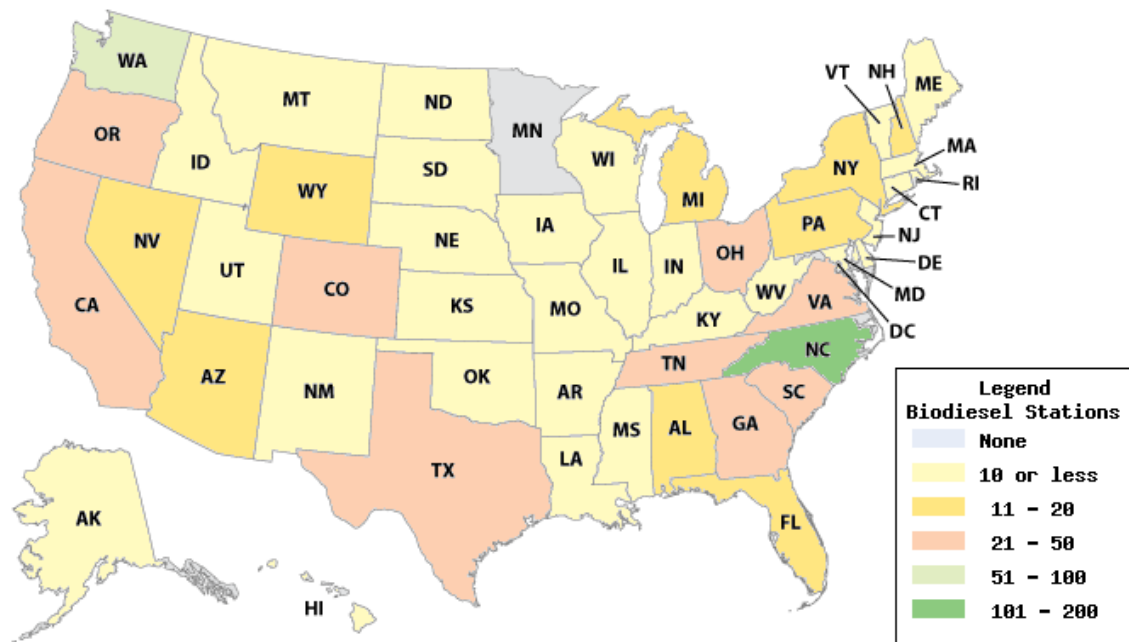 WA
MT
ND
MN
VT
NH
ME
OR
ID
SD
WI
NY
MA
WY
MI
RI
CT
NV
NE
IA
PA
NJ
UT
IL
IN
OH
DE
CA
CO
KS
MO
WV
MD
VA
DC
KY
AZ
NM
OK
AR
TN
NC
SC
MS
AL
GA
LA
TX
FL
AK
HI
Legend
Biodiesel Stations
None
10 or less
11 - 20
21 - 50
51 - 100
101 - 200